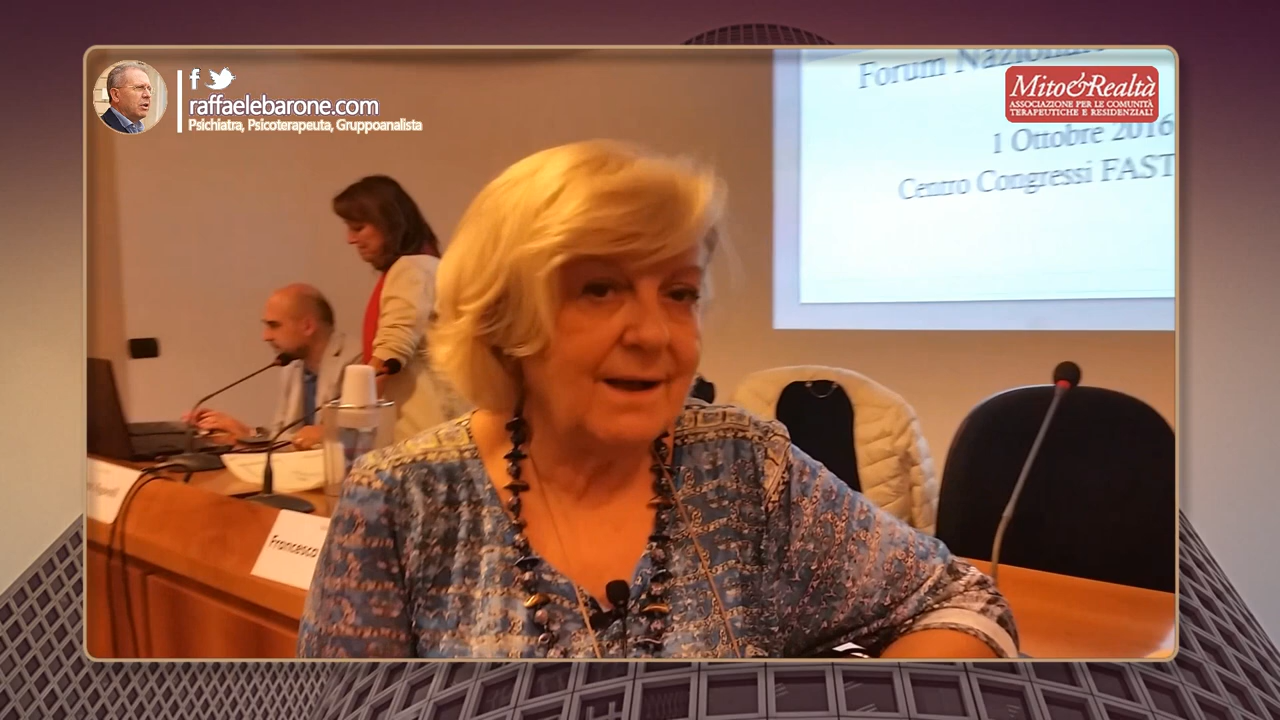 f
raffaelebarone.com
Psichiatra, Psicoterapeuta, Gruppoanalista
Mito&Realtà
ASSOCIAZIONE PER LE COMUNITÀ
TERAPEUTICHE E RESIDENZIALI
Forum Nazionale
1 Ottobre 2016
Centro Congressi FAST
Francesco